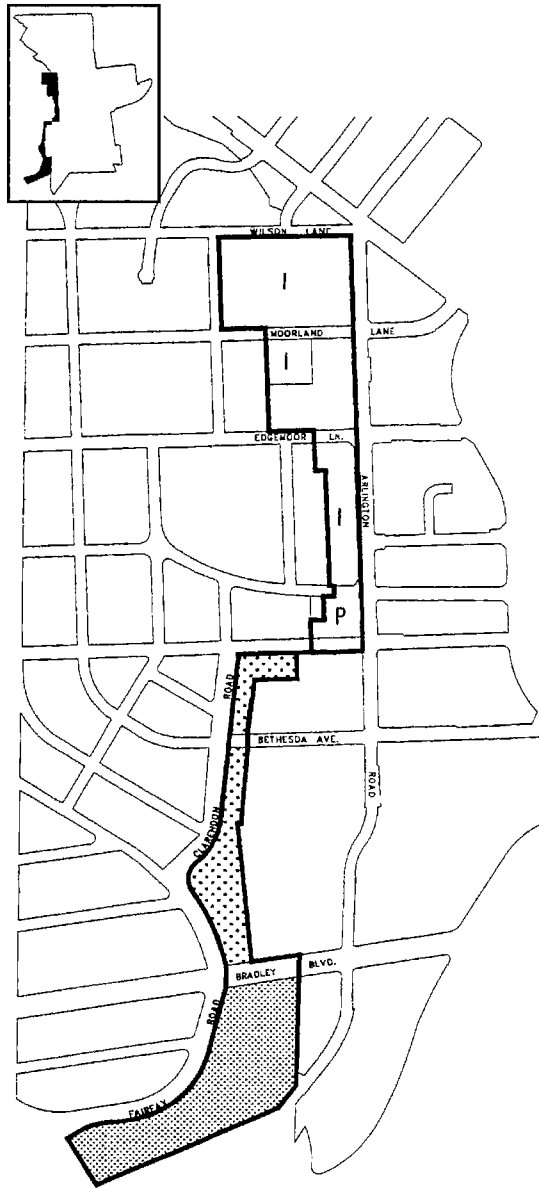 WILSON LANE
I
MOORLAND LANE
I
EDGEMOOR LN.
ARLINGTON
I
P
ROAD
BETHESDA AVE.
ROAD
CLARENDON
BRADLEY BLVD.
ROAD
FAIRFAX